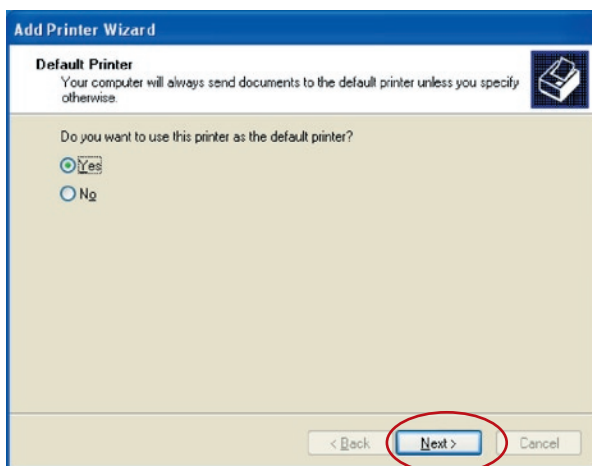 Add Printer Wizard
Default Printer
Your computer will always send documents to the default printer unless you specify
otherwise.
Do you want to use this printer as the default printer?
Yes
No
< Back
Next >
Cancel